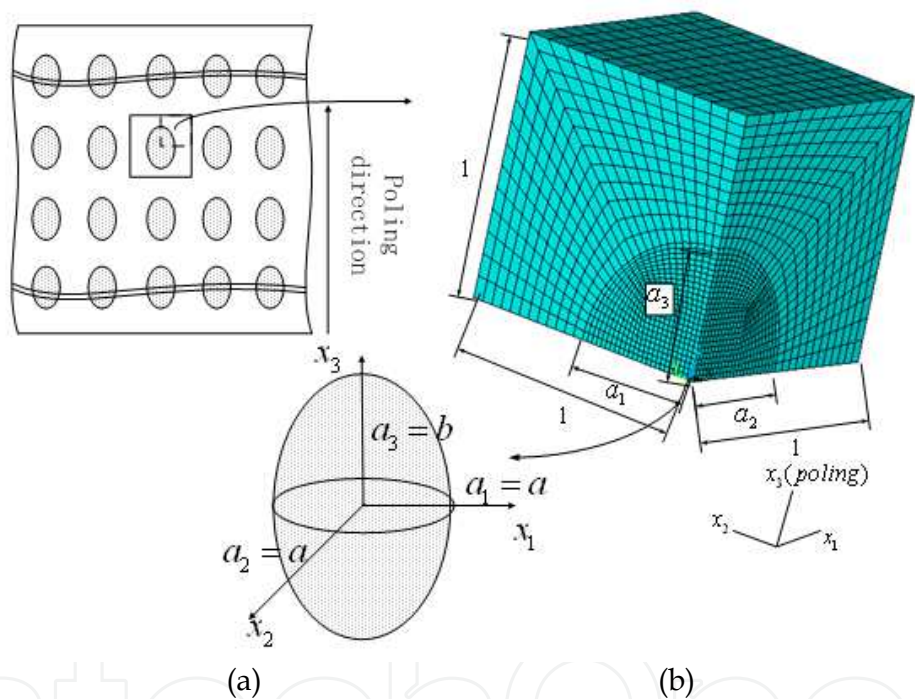 Poling
direction
x₃
a₃ = b
a₁ = a
x₁
a₂ = a
x₂
(a)
1
a₃
a₁
1
a₂
1
x₃(poling)
x₂
x₁
(b)